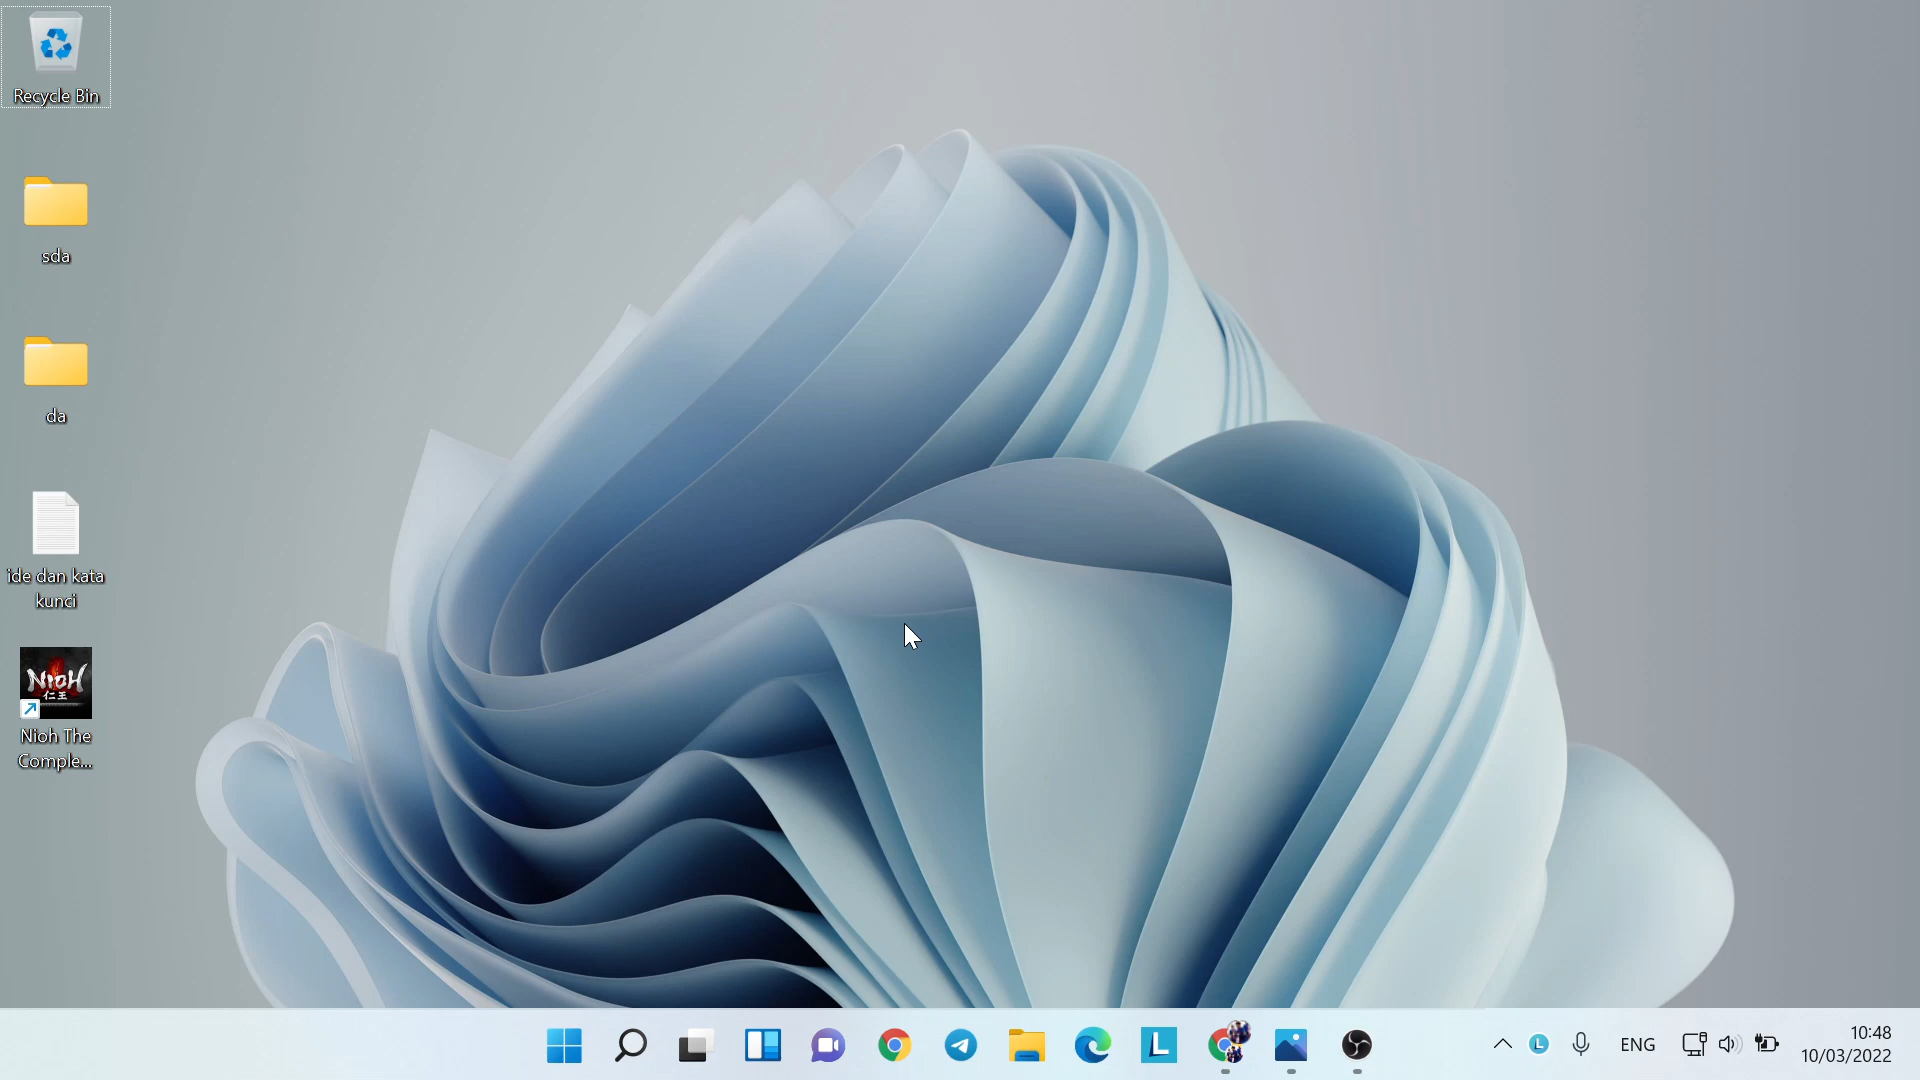 Recycle Bin
sda
da
ide dan kata
kunci
NIOH
仁王
Nioh The
Comple...
L
L
ENG
10:48
10/03/2022